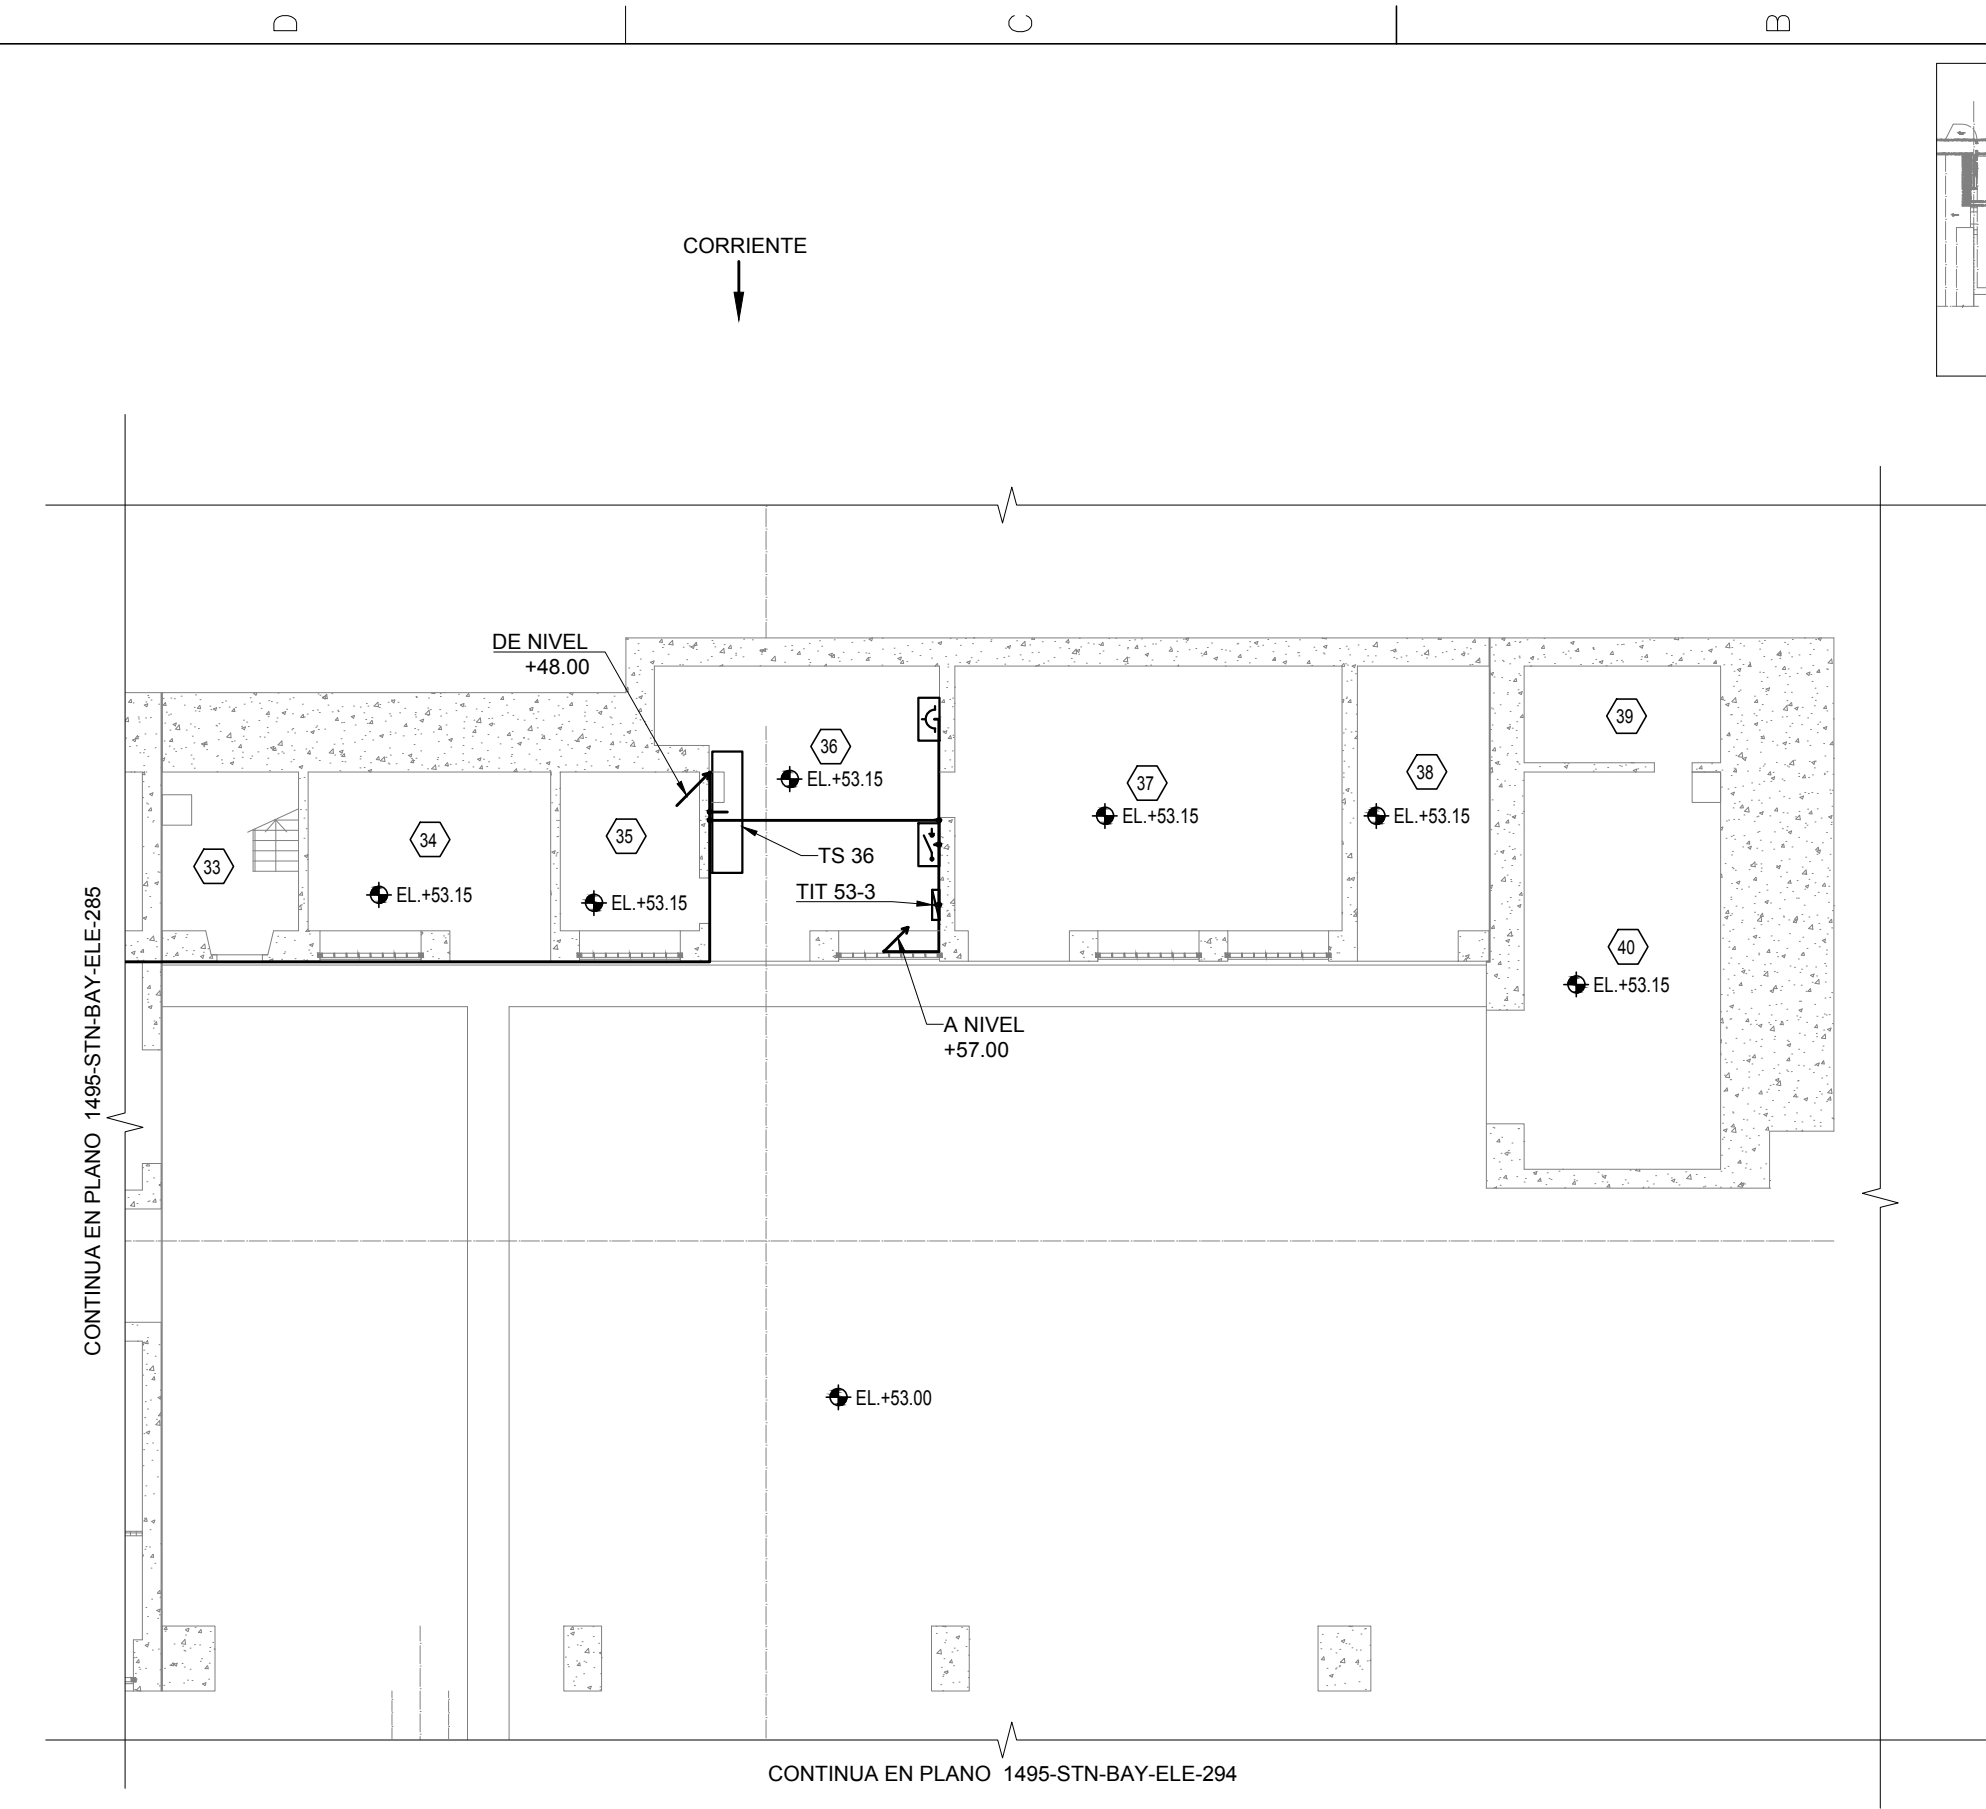 D
C
B
CORRIENTE
DE NIVEL
+48.00
39
36
EL.+53.15
37
EL.+53.15
38
EL.+53.15
33
34
EL.+53.15
35
EL.+53.15
TS 36
TIT 53-3
40
EL.+53.15
A NIVEL
+57.00
CONTINUA EN PLANO 1495-STN-BAY-ELE-285
EL.+53.00
CONTINUA EN PLANO 1495-STN-BAY-ELE-294